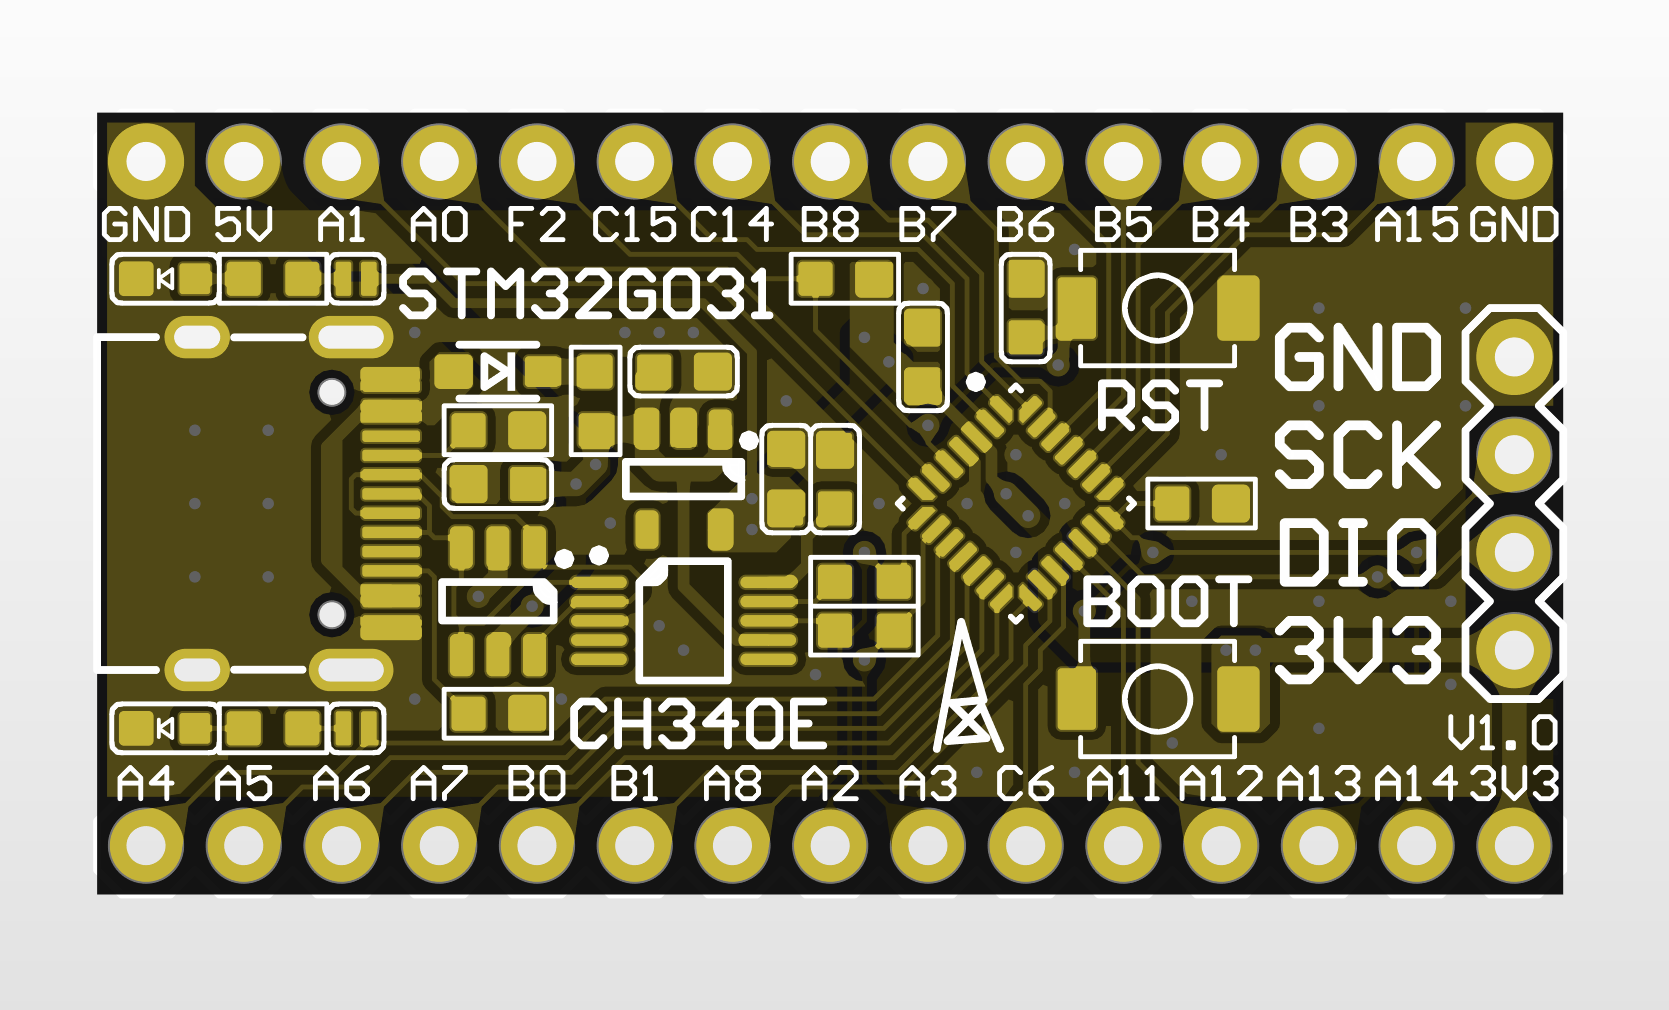 GND 5V A1 A0 F2 C15 C14 B8 B7 B6 B5 B4 B3 A15 GND
STM32G031
RST
GND
SCK
DIO
3V3
BOOT
CH340E
V1.0
A4 A5 A6 A7 B0 B1 A8 A2 A3 C6 A11 A12 A13 A14 3V3